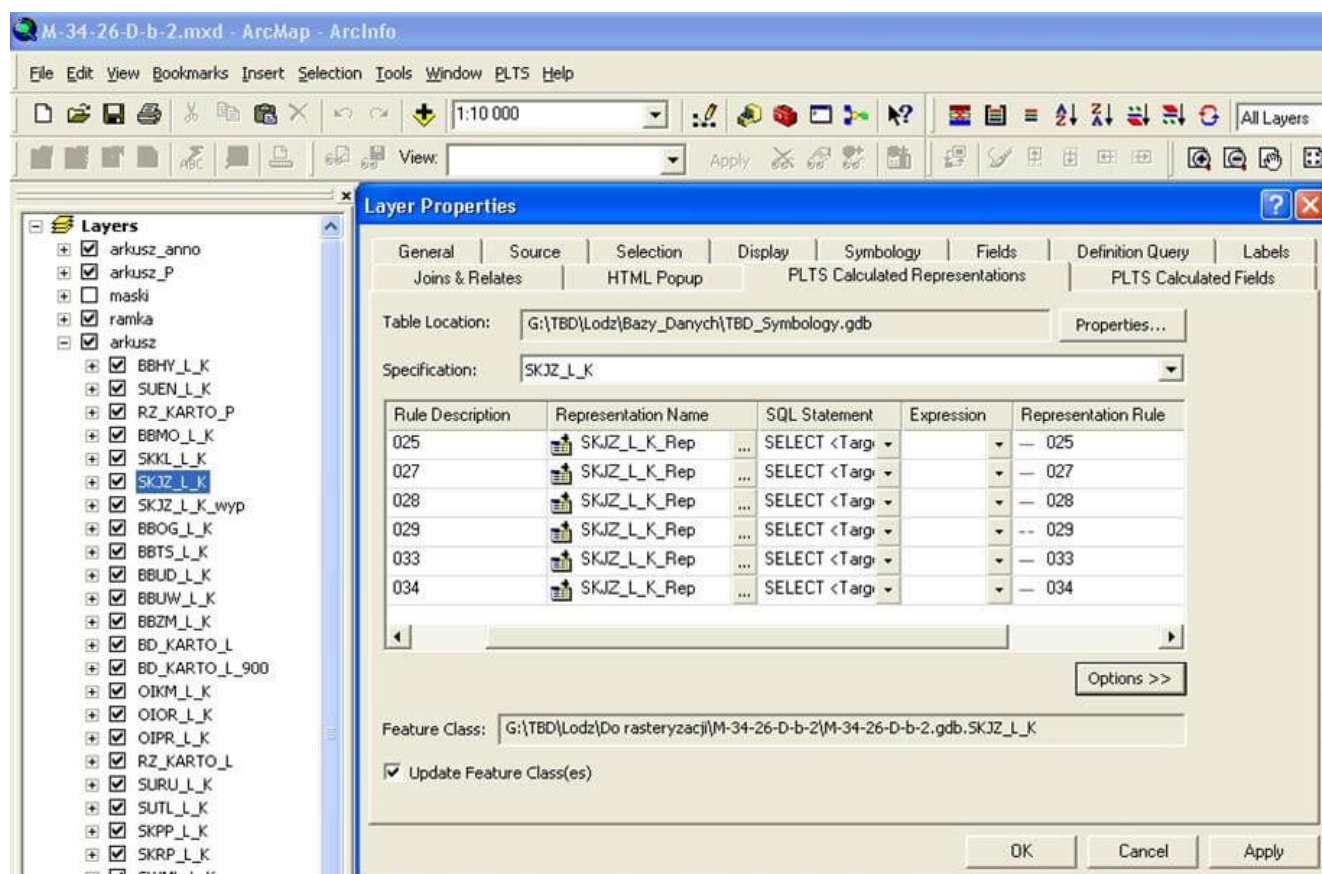 M-34-26-D-b-2.mxd - ArcMap - ArcInfo
File Edit View Bookmarks Insert Selection Tools Window PLTS Help
1:10 000
All Layers
View:
Apply
Layers
arkusz_anno
arkusz_P
maski
ramka
arkusz
BBHY_L_K
SUEN_L_K
RZ_KARTO_P
BBMO_L_K
SKKL_L_K
SKJZ_L_K
SKJZ_L_K_wyp
BBOG_L_K
BBTS_L_K
BBUD_L_K
BBUW_L_K
BBZM_L_K
BD_KARTO_L
BD_KARTO_L_900
OIKM_L_K
OIOR_L_K
OIPR_L_K
RZ_KARTO_L
SURU_L_K
SUTL_L_K
SKPP_L_K
SKRP_L_K
Layer Properties
General Source Selection Display Symbology Fields Definition Query Labels
Joins & Relates HTML Popup PLTS Calculated Representations PLTS Calculated Fields
Table Location: G:\TBD\Lodz\Bazy_Danych\TBD_Symbology.gdb Properties...
Specification: SKJZ_L_K
Rule Description Representation Name SQL Statement Expression Representation Rule
025 SKJZ_L_K_Rep ... SELECT <Targ — 025
027 SKJZ_L_K_Rep ... SELECT <Targ — 027
028 SKJZ_L_K_Rep ... SELECT <Targ — 028
029 SKJZ_L_K_Rep ... SELECT <Targ -- 029
033 SKJZ_L_K_Rep ... SELECT <Targ — 033
034 SKJZ_L_K_Rep ... SELECT <Targ — 034
Options >>
Feature Class: G:\TBD\Lodz\Do rasteryzacji\M-34-26-D-b-2\M-34-26-D-b-2.gdb.SKJZ_L_K
Update Feature Class(es)
OK Cancel Apply